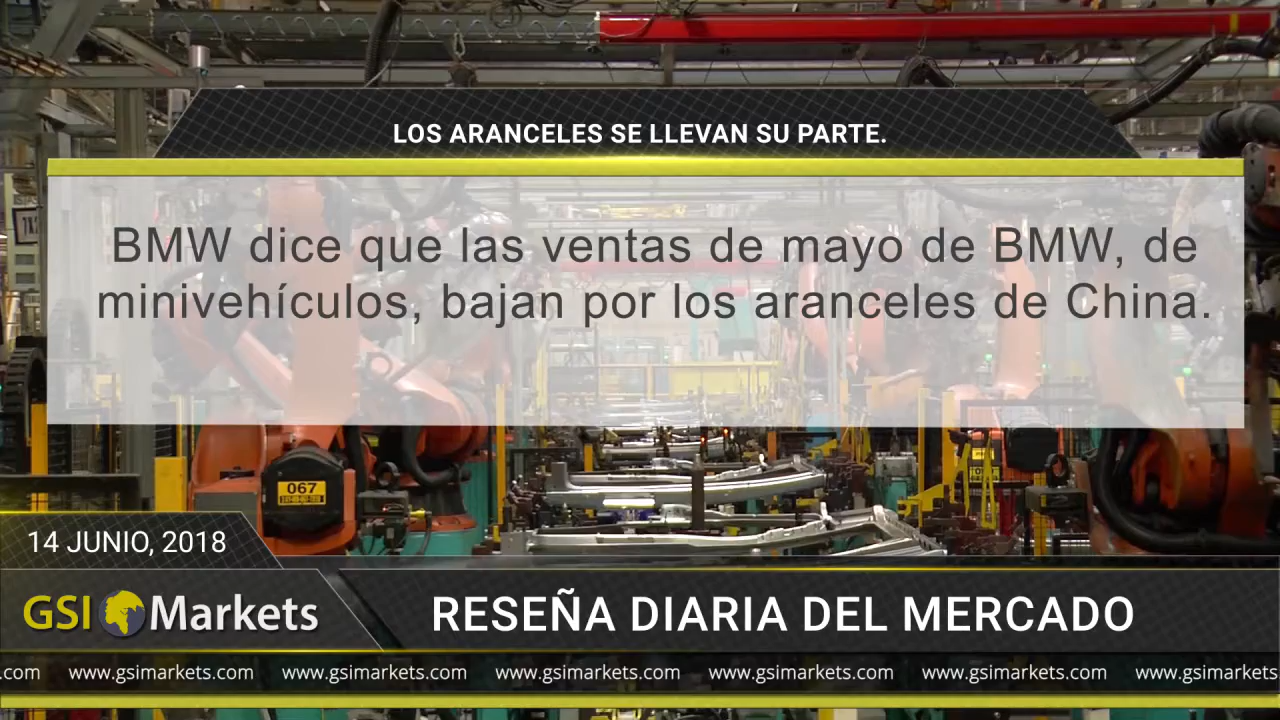 LOS ARANCELES SE LLEVAN SU PARTE.
BMW dice que las ventas de mayo de BMW, de
minivehículos, bajan por los aranceles de China.
067
14 JUNIO, 2018
GSI Markets
RESEÑA DIARIA DEL MERCADO
.com www.gsimarkets.com www.gsimarkets.com www.gsimarkets.com www.gsimarkets.com www.gsimarkets.com www.gsimarkets